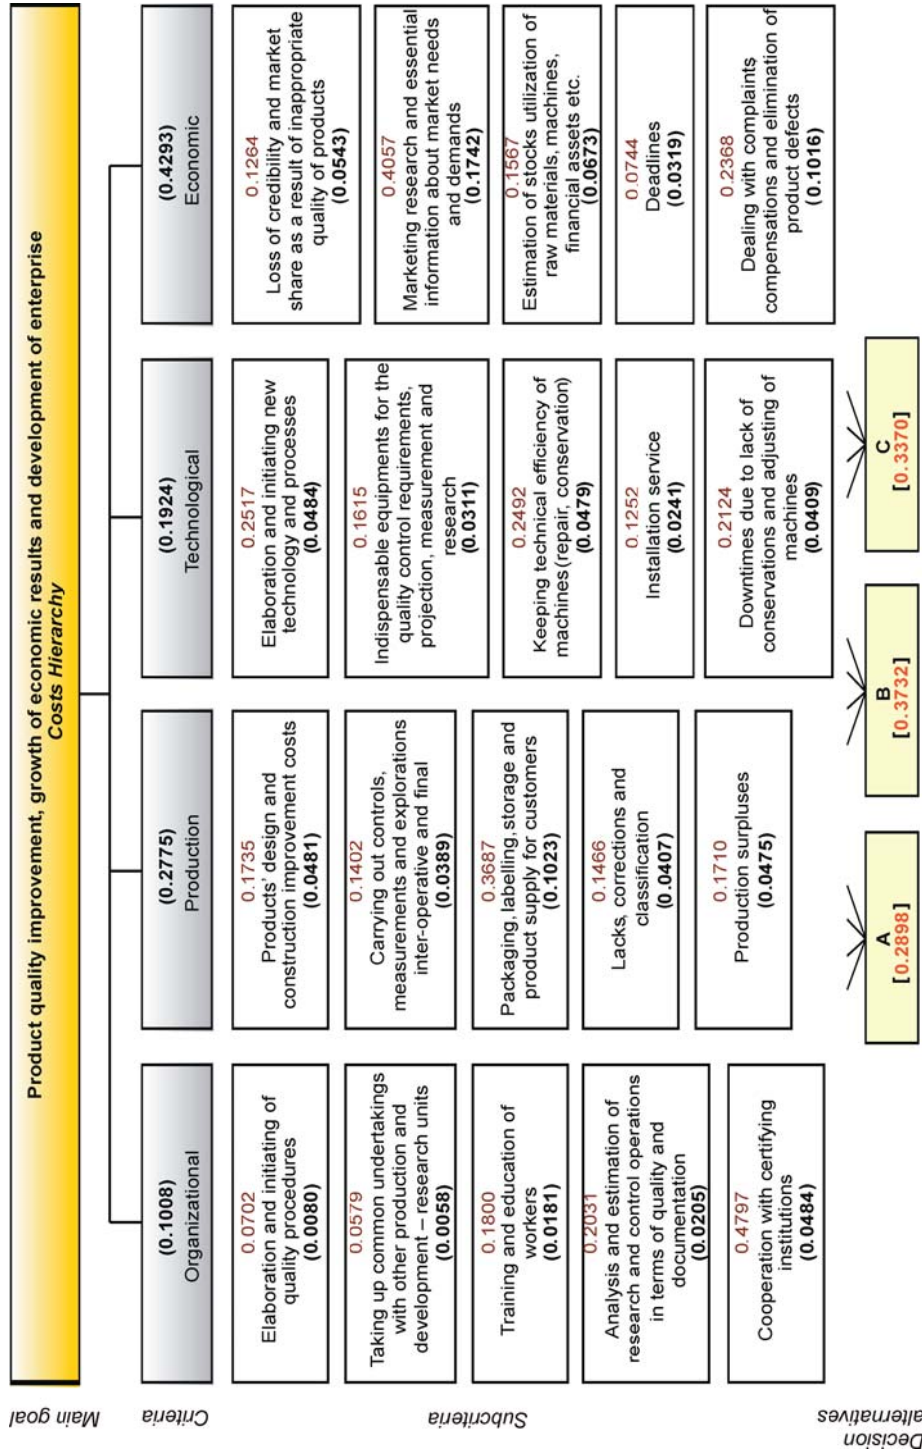 Main goal
Product quality improvement, growth of economic results and development of enterprise
Costs Hierarchy
Criteria
(0.1008)
Organizational
(0.2775)
Production
(0.1924)
Technological
(0.4293)
Economic
Subcriteria
0.0702
Elaboration and initiating of
quality procedures
(0.0080)
0.0579
Taking up common undertakings
with other production and
development – research units
(0.0058)
0.1800
Training and education of
workers
(0.0181)
0.2031
Analysis and estimation of
research and control operations
in terms of quality and
documentation
(0.0205)
0.4797
Cooperation with certifying
institutions
(0.0484)
0.1735
Products' design and
construction improvement costs
(0.0481)
0.1402
Carrying out controls,
measurements and explorations
inter-operative and final
(0.0389)
0.3687
Packaging, labelling, storage and
product supply for customers
(0.1023)
0.1466
Lacks, corrections and
classification
(0.0407)
0.1710
Production surpluses
(0.0475)
0.2517
Elaboration and initiating new
technology and processes
(0.0484)
0.1615
Indispensable equipments for the
quality control requirements,
projection, measurement and
research
(0.0311)
0.2492
Keeping technical efficiency of
machines (repair, conservation)
(0.0479)
0.1252
Installation service
(0.0241)
0.2124
Downtimes due to lack of
conservations and adjusting of
machines
(0.0409)
0.1264
Loss of credibility and market
share as a result of inappropriate
quality of products
(0.0543)
0.4057
Marketing research and essential
information about market needs
and demands
(0.1742)
0.1567
Estimation of stocks utilization of
raw materials, machines,
financial assets etc.
(0.0673)
0.0744
Deadlines
(0.0319)
0.2368
Dealing with complaints,
compensations and elimination of
product defects
(0.1016)
Decision
alternatives
A
[0.2898]
B
[0.3732]
C
[0.3370]